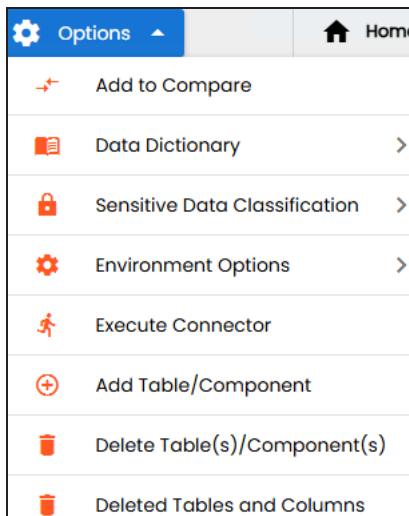 Options
Home
Add to Compare
Data Dictionary
Sensitive Data Classification
Environment Options
Execute Connector
Add Table/Component
Delete Table(s)/Component(s)
Deleted Tables and Columns